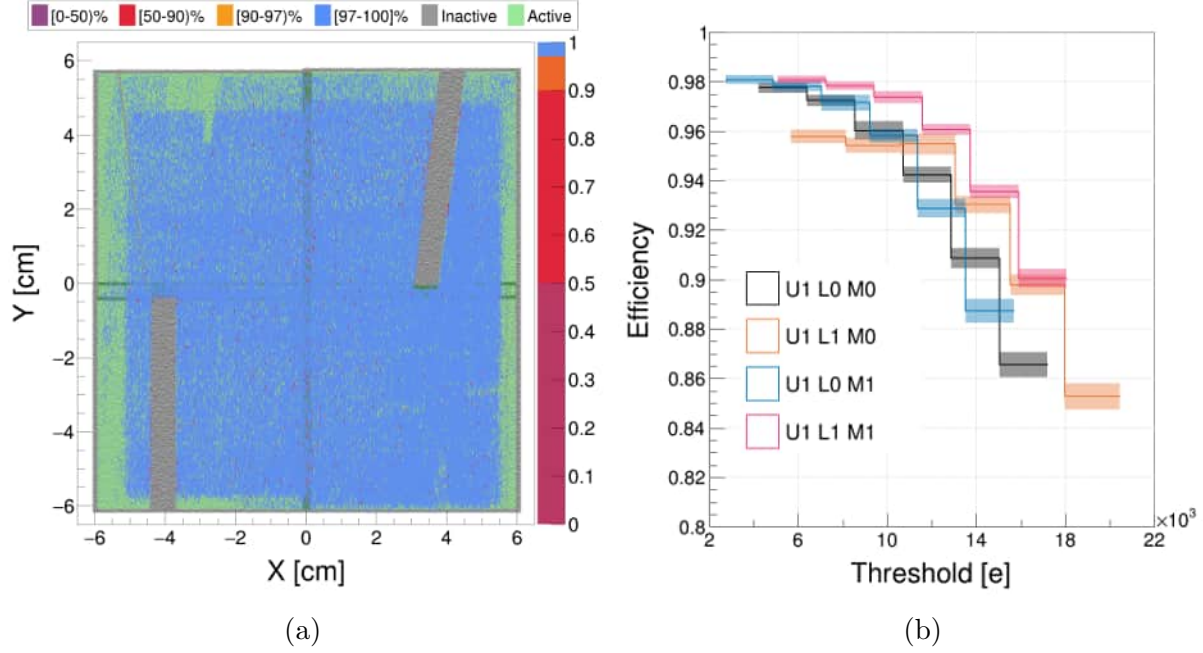 [0-50)% [50-90)% [90-97)% [97-100]% Inactive Active
6
4
2
0
−2
−4
−6
Y [cm]
−6 −4 −2 0 2 4 6
X [cm]
1
0.9
0.8
0.7
0.6
0.5
0.4
0.3
0.2
0.1
0
(a)
1
0.98
0.96
0.94
0.92
0.9
0.88
0.86
0.84
0.82
0.8
Efficiency
U1 L0 M0
U1 L1 M0
U1 L0 M1
U1 L1 M1
2 6 10 14 18 22
×10³
Threshold [e]
(b)